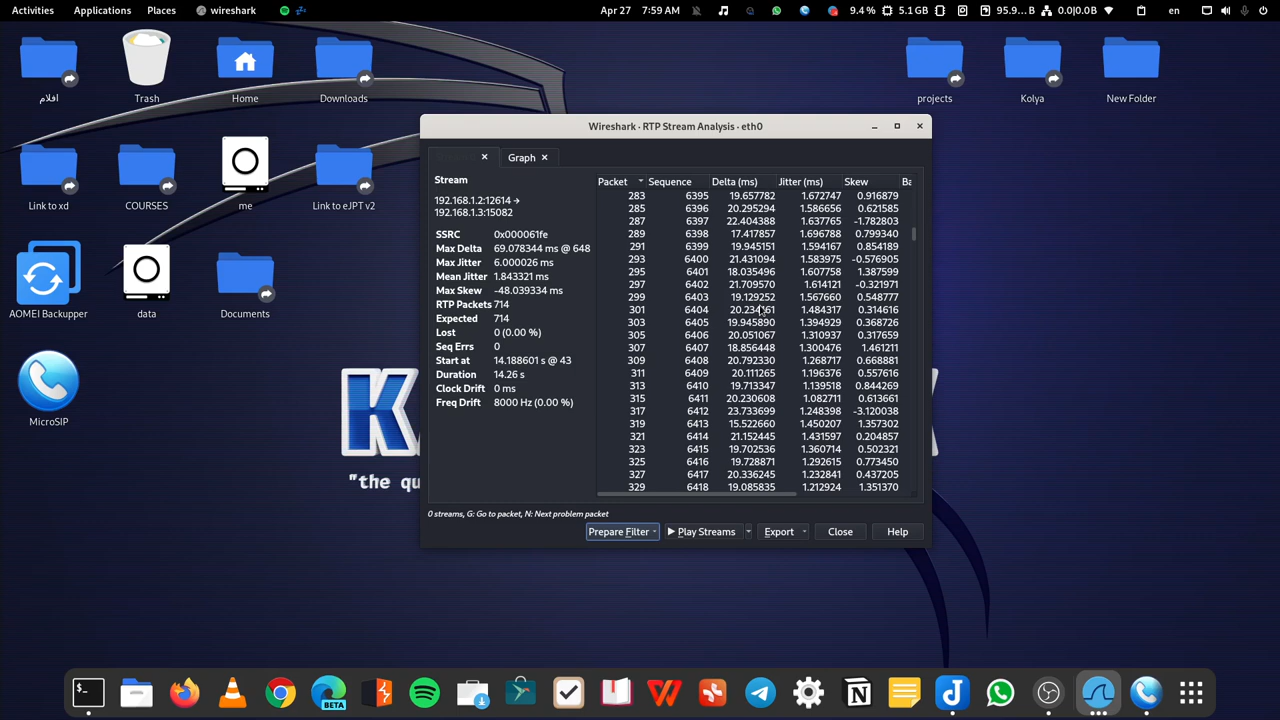 Activities Applications Places wireshark Apr 27 7:59 AM 9.4 % 5.1 GB 95.9... B 0.0|0.0 B en
افلام Trash Home Downloads projects Kolya New Folder
Link to xd COURSES me Link to eJPT v2
AOMEI Backupper data Documents
MicroSIP
"the qu
Wireshark · RTP Stream Analysis · eth0
Graph
Stream
192.168.1.2:12614 →
192.168.1.3:15082
SSRC 0x000061fe
Max Delta 69.078344 ms @ 648
Max Jitter 6.000026 ms
Mean Jitter 1.843321 ms
Max Skew -48.039334 ms
RTP Packets 714
Expected 714
Lost 0 (0.00 %)
Seq Errs 0
Start at 14.188601 s @ 43
Duration 14.26 s
Clock Drift 0 ms
Freq Drift 8000 Hz (0.00 %)
Packet Sequence Delta (ms) Jitter (ms) Skew Ba
283 6395 19.657782 1.672747 0.916879
285 6396 20.295294 1.586656 0.621585
287 6397 22.404388 1.637765 -1.782803
289 6398 17.417857 1.696788 0.799340
291 6399 19.945151 1.594167 0.854189
293 6400 21.431094 1.583975 -0.576905
295 6401 18.035496 1.607758 1.387599
297 6402 21.709570 1.614121 -0.321971
299 6403 19.129252 1.567660 0.548777
301 6404 1.484317 0.314616
303 6405 19.945890 1.394929 0.368726
305 6406 20.051067 1.310937 0.317659
307 6407 18.856448 1.300476 1.461211
309 6408 20.792330 1.268717 0.668881
311 6409 20.111265 1.196376 0.557616
313 6410 19.713347 1.139518 0.844269
315 6411 20.230608 1.082711 0.613661
317 6412 23.733699 1.248398 -3.120038
319 6413 15.522660 1.450207 1.357302
321 6414 21.152445 1.431597 0.204857
323 6415 19.702536 1.360714 0.502321
325 6416 19.728871 1.292615 0.773450
327 6417 20.336245 1.232841 0.437205
329 6418 19.085835 1.212924 1.351370
0 streams, G: Go to packet, N: Next problem packet
Prepare Filter Play Streams Export Close Help
BETA